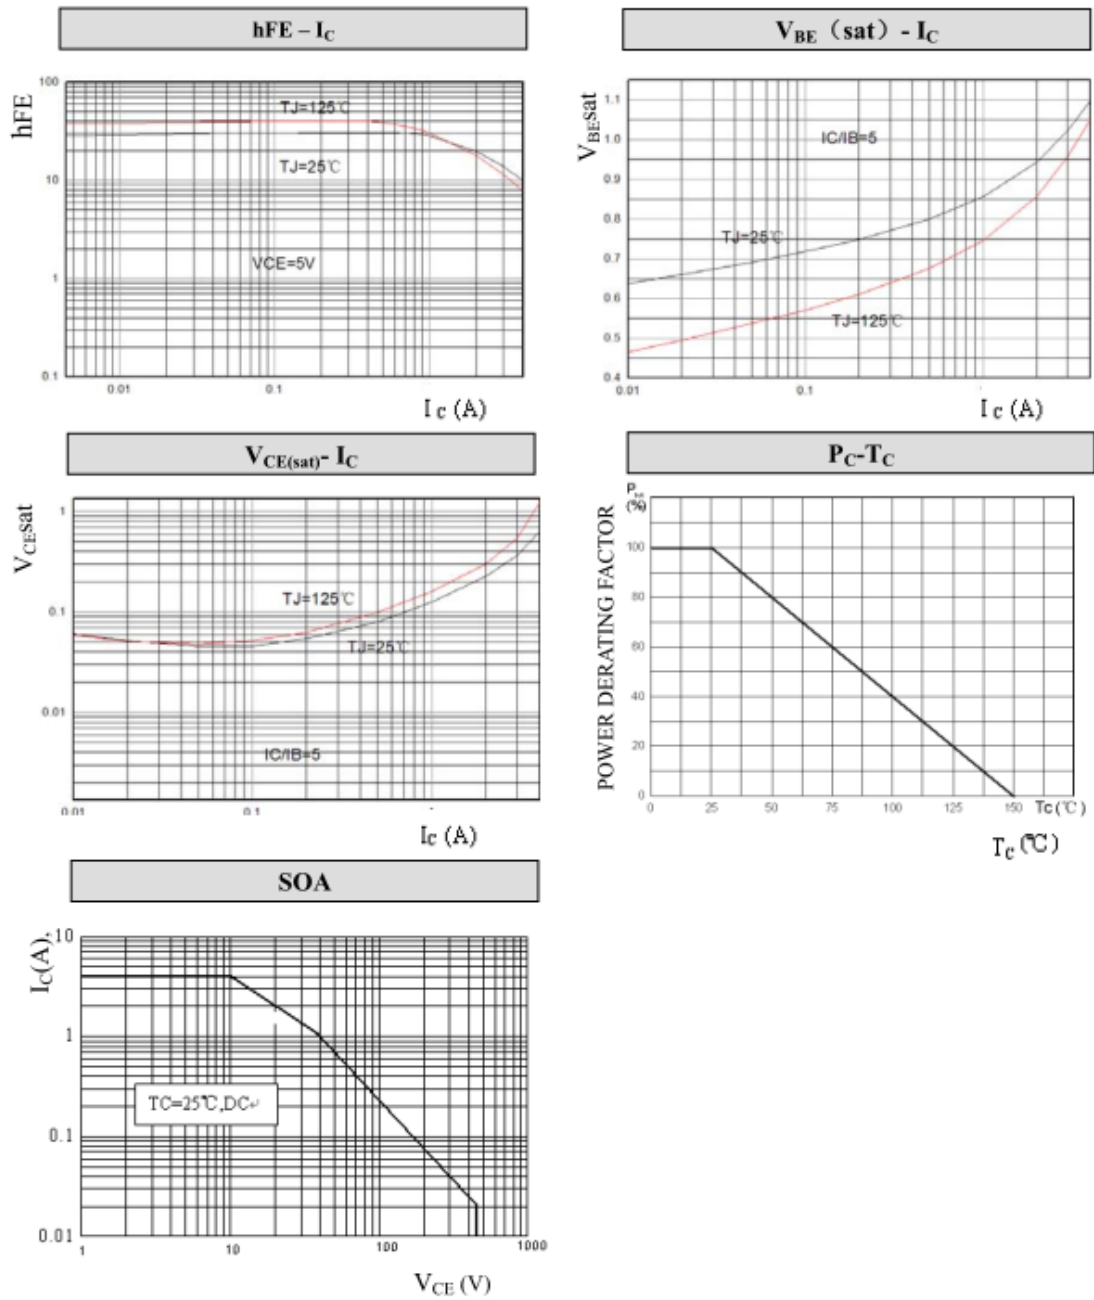 hFE – IC
hFE
100
10
1
0.1
TJ=125℃
TJ=25℃
VCE=5V
0.01
0.1
IC (A)
VBE（sat）- IC
VBEsat
1.1
1.0
0.9
0.8
0.7
0.6
0.5
0.4
IC/IB=5
TJ=25℃
TJ=125℃
0.01
0.1
1
IC (A)
VCE(sat)- IC
VCEsat
1
0.1
0.01
TJ=125℃
TJ=25℃
IC/IB=5
0.01
0.1
1
IC (A)
PC-TC
(%)
POWER DERATING FACTOR
100
80
60
40
20
0
0
25
50
75
100
125
150
Tc (℃)
TC (℃)
SOA
IC(A),
10
1
0.1
0.01
TC=25℃,DC↵
1
10
100
1000
VCE (V)